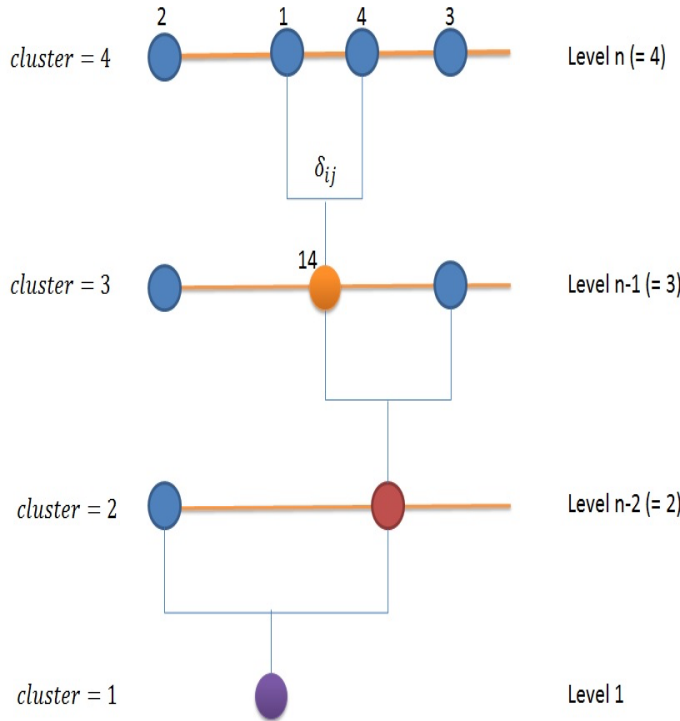 2 1 4 3
cluster = 4 Level n (= 4)
δij
14
cluster = 3 Level n-1 (= 3)
cluster = 2 Level n-2 (= 2)
cluster = 1 Level 1